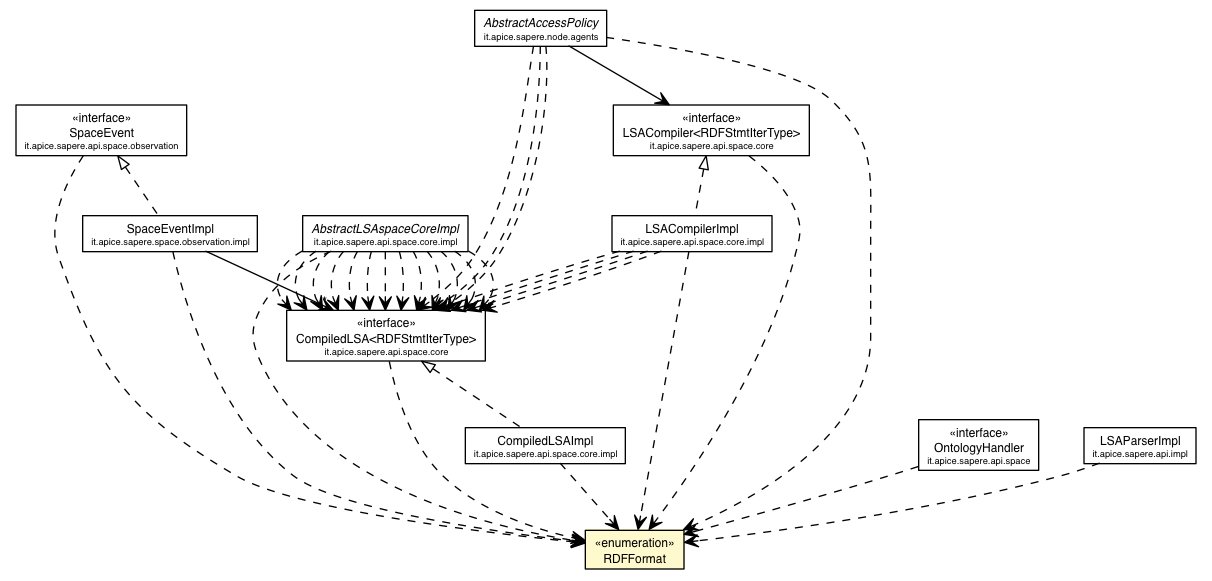 AbstractAccessPolicy
it.apice.sapere.node.agents
«interface»
SpaceEvent
it.apice.sapere.api.space.observation
«interface»
LSACompiler<RDFStmtIterType>
it.apice.sapere.api.space.core
SpaceEventImpl
it.apice.sapere.space.observation.impl
AbstractLSAspaceCoreImpl
it.apice.sapere.api.space.core.impl
LSACompilerImpl
it.apice.sapere.api.space.core.impl
«interface»
CompiledLSA<RDFStmtIterType>
it.apice.sapere.api.space.core
CompiledLSAImpl
it.apice.sapere.api.space.core.impl
«interface»
OntologyHandler
it.apice.sapere.api.space
LSAParserImpl
it.apice.sapere.api.impl
«enumeration»
RDFFormat